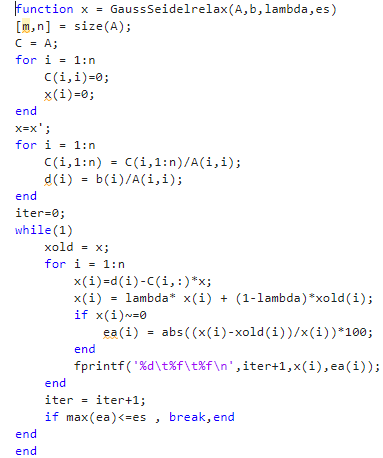 function x = GaussSeidelrelax(A,b,lambda,es)
[m,n] = size(A);
C = A;
for i = 1:n
    C(i,i)=0;
    x(i)=0;
end
x=x';
for i = 1:n
    C(i,1:n) = C(i,1:n)/A(i,i);
    d(i) = b(i)/A(i,i);
end
iter=0;
while(1)
    xold = x;
    for i = 1:n
        x(i)=d(i)-C(i,:)*x;
        x(i) = lambda* x(i) + (1-lambda)*xold(i);
        if x(i)~=0
            ea(i) = abs((x(i)-xold(i))/x(i))*100;
        end
        fprintf('%d\t%f\t%f\n',iter+1,x(i),ea(i));
    end
    iter = iter+1;
    if max(ea)<=es , break,end
end
end